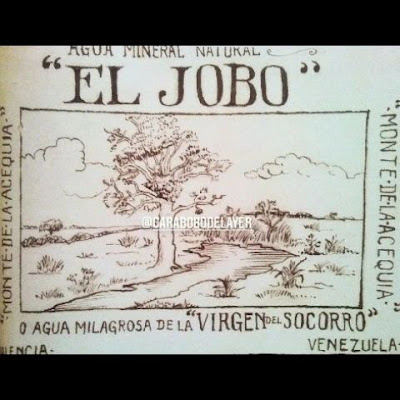 AGUA MINERAL NATURAL
"EL JOBO"
"MONTE·DE·LA·ACEQUIA·"
"MONTE·DE·LA·ACEQUIA·"
@CARABOBODELAYER
O AGUA MILAGROSA DE LA "VIRGEN DEL SOCORRO"
VENEZUELA